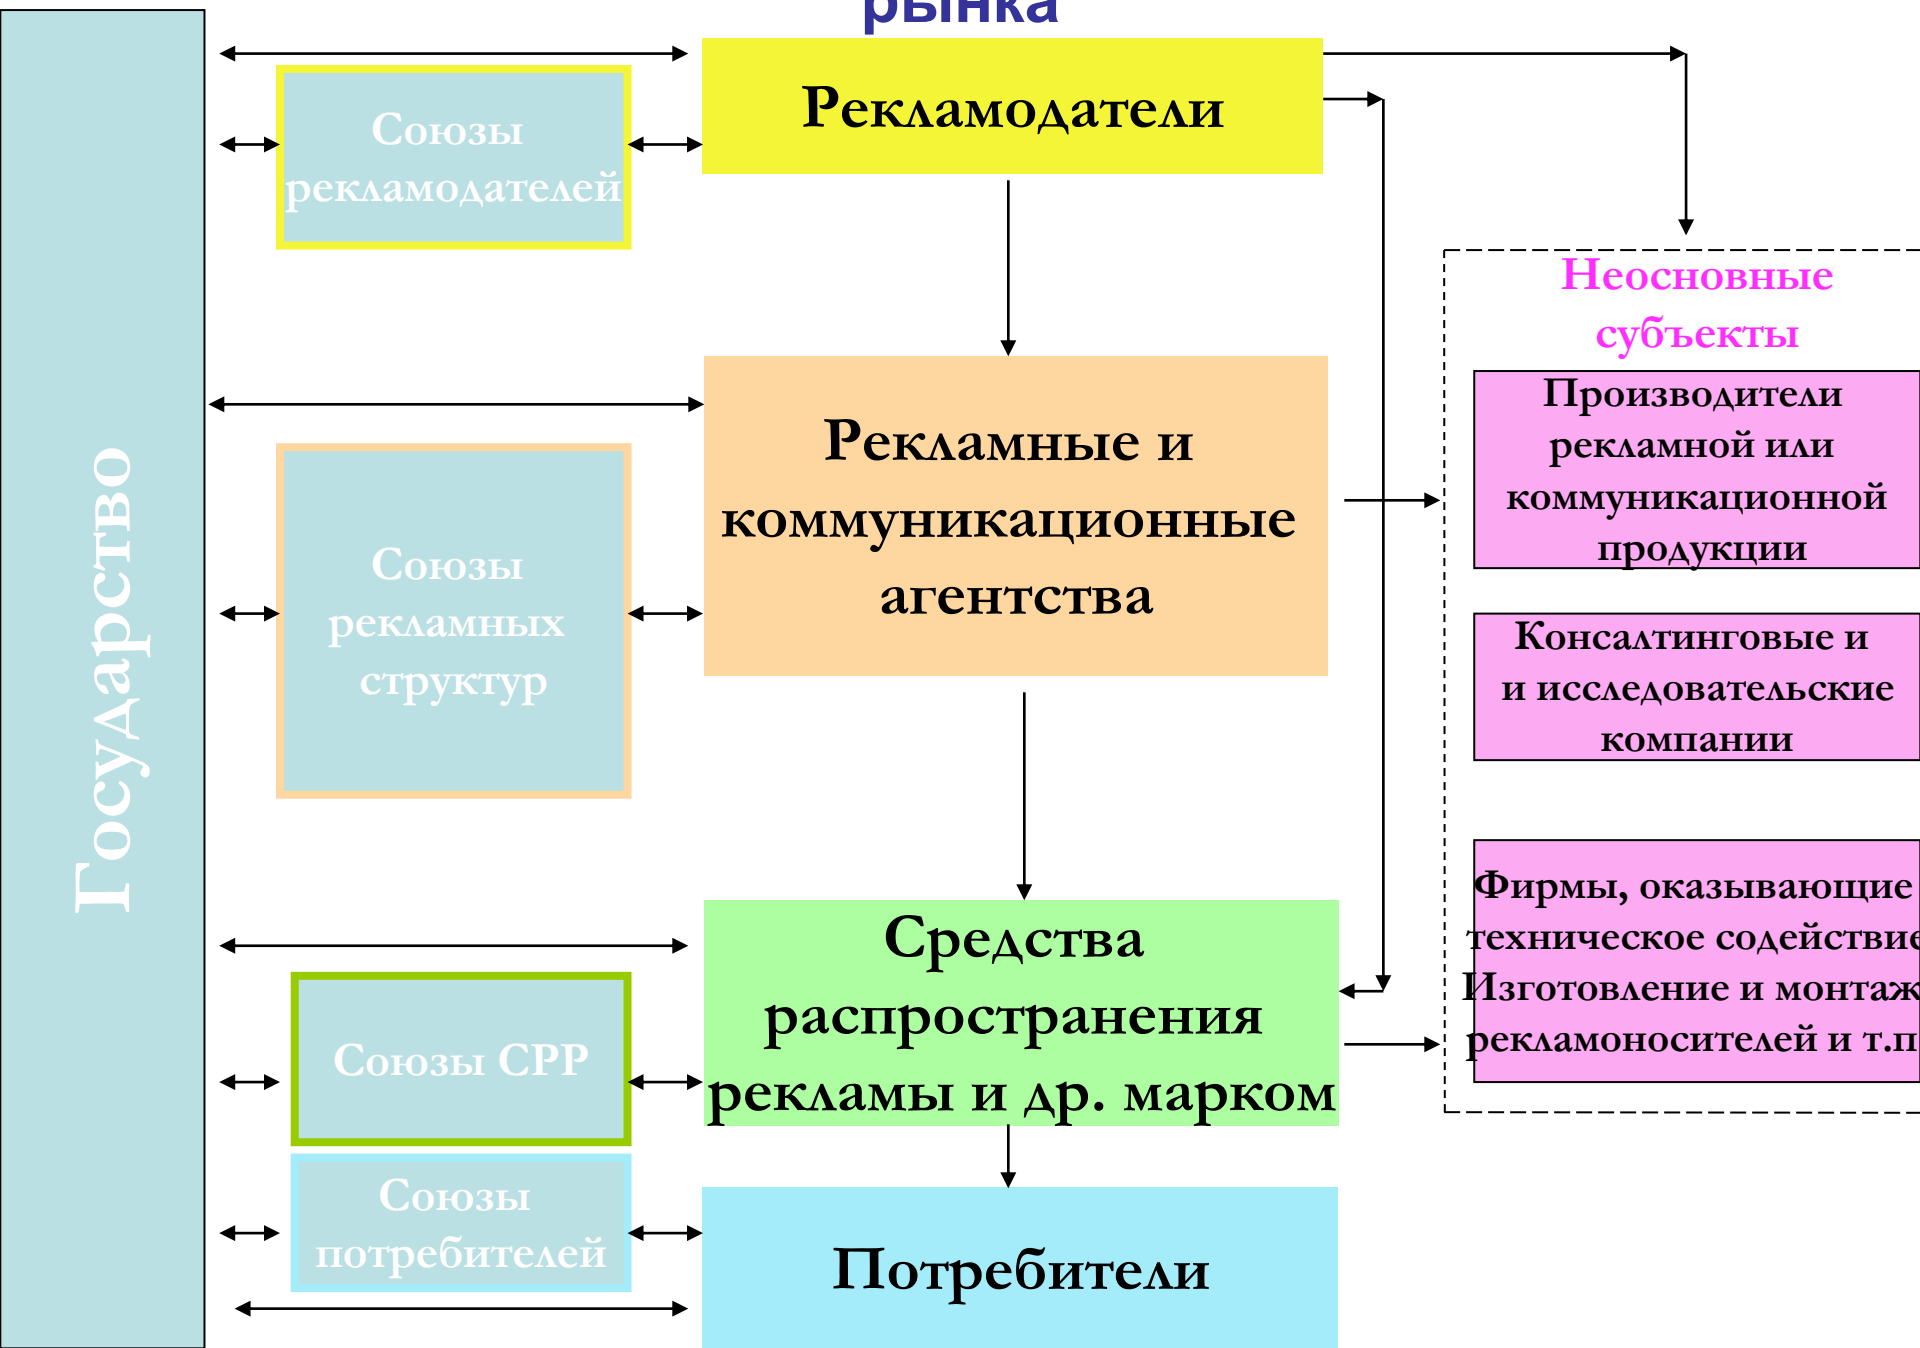 рынка
Государство
Союзы
рекламодателей
Рекламодатели
Союзы
рекламных
структур
Рекламные и
коммуникационные
агентства
Союзы СРР
Средства
распространения
рекламы и др. марком
Союзы
потребителей
Потребители
Неосновные
субъекты
Производители
рекламной или
коммуникационной
продукции
Консалтинговые и
и исследовательские
компании
Фирмы, оказывающие
техническое содействие
Изготовление и монтаж
рекламоносителей и т.п